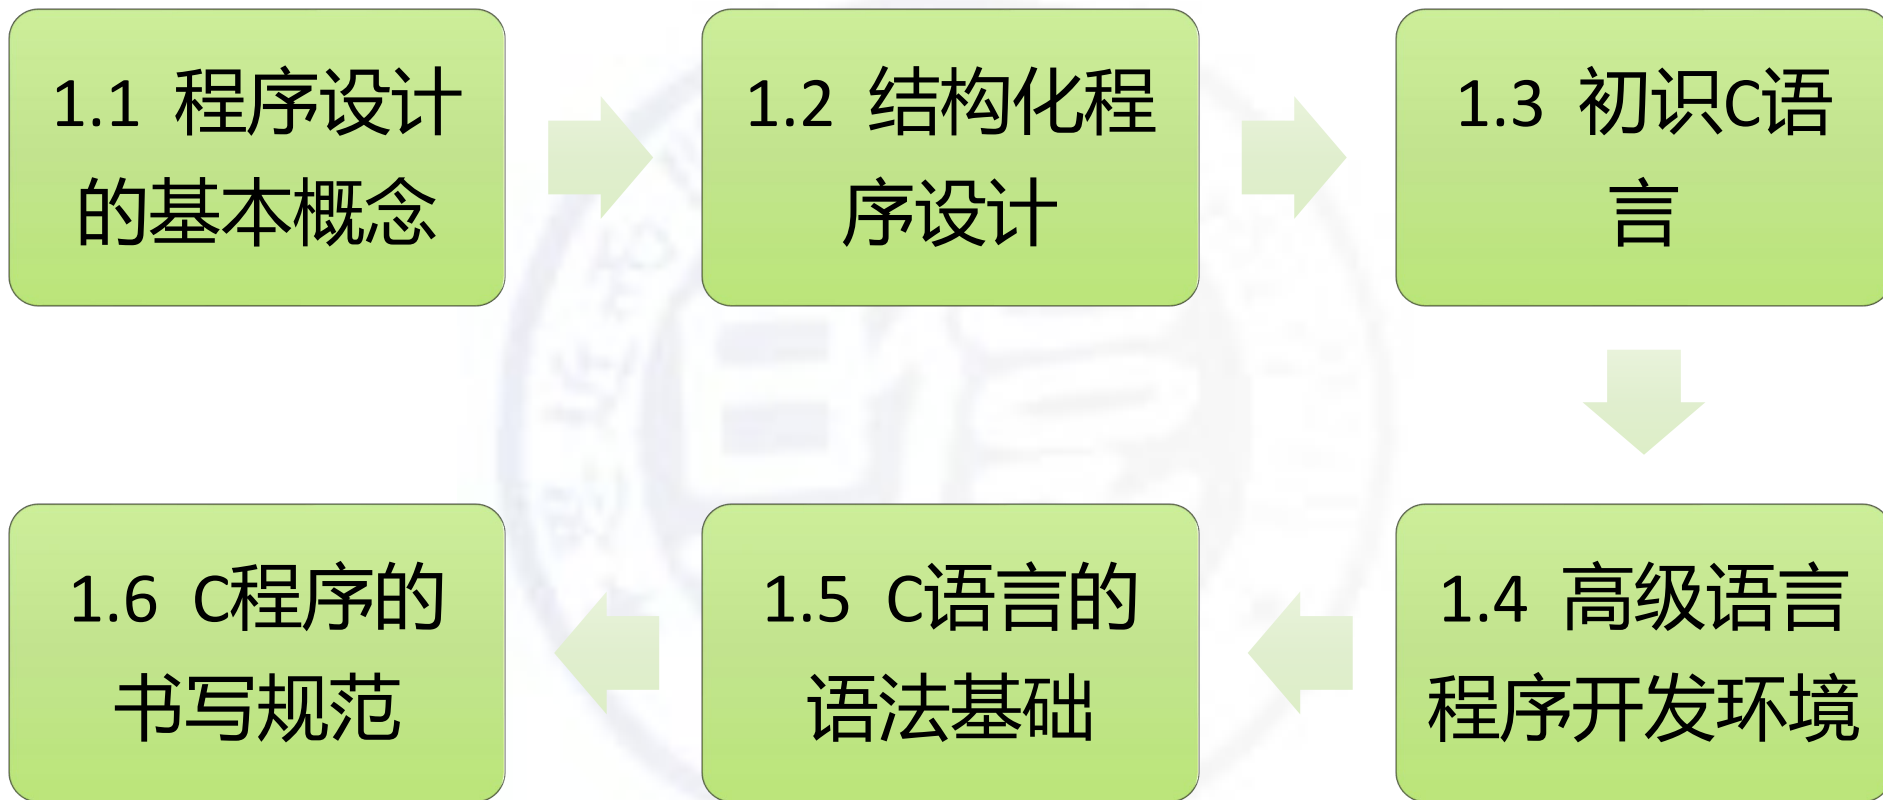 1.1 程序设计
的基本概念
1.2 结构化程
序设计
1.3 初识C语
言
1.4 高级语言
程序开发环境
1.5 C语言的
语法基础
1.6 C程序的
书写规范